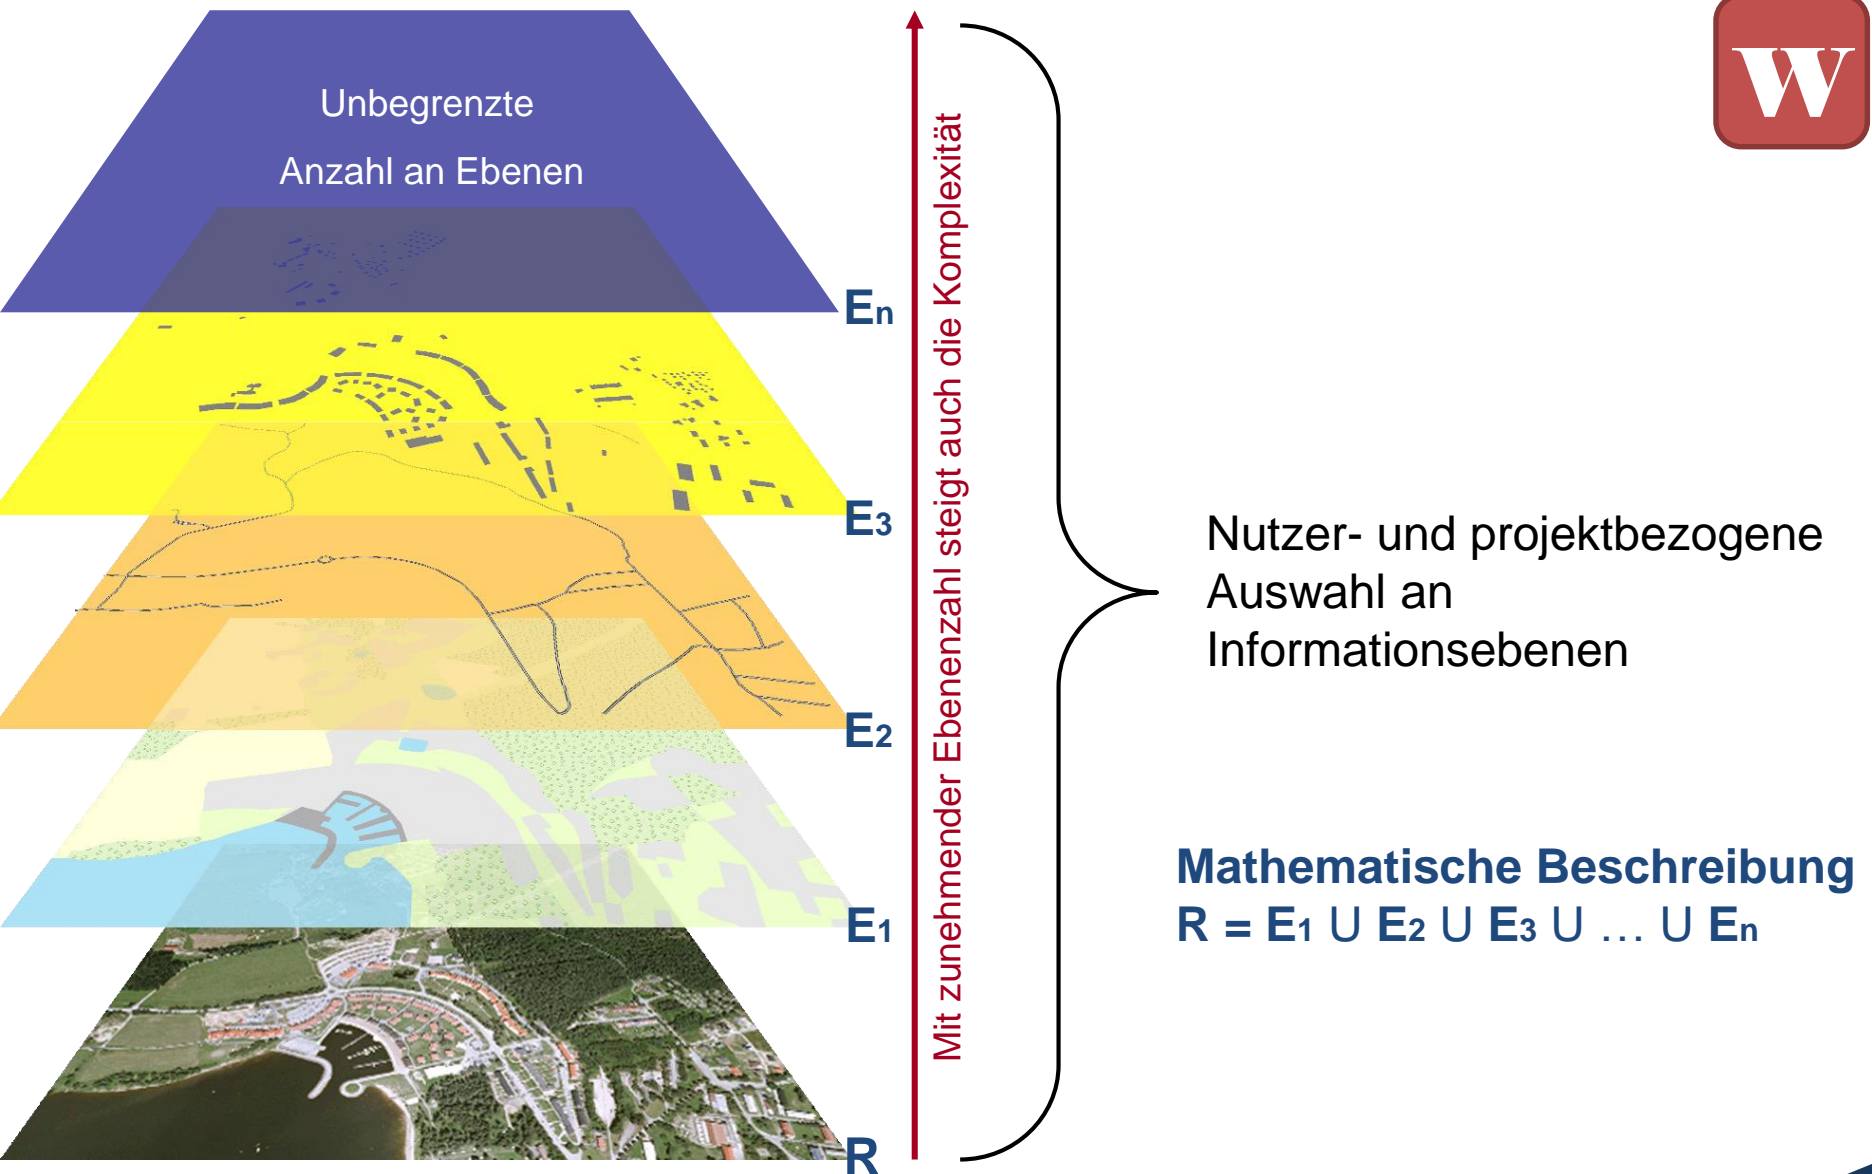 Unbegrenzte
Anzahl an Ebenen
En
E3
E2
E1
R
Mit zunehmender Ebenenzahl steigt auch die Komplexität
W
Nutzer- und projektbezogene
Auswahl an
Informationsebenen
Mathematische Beschreibung
R = E1 U E2 U E3 U … U En